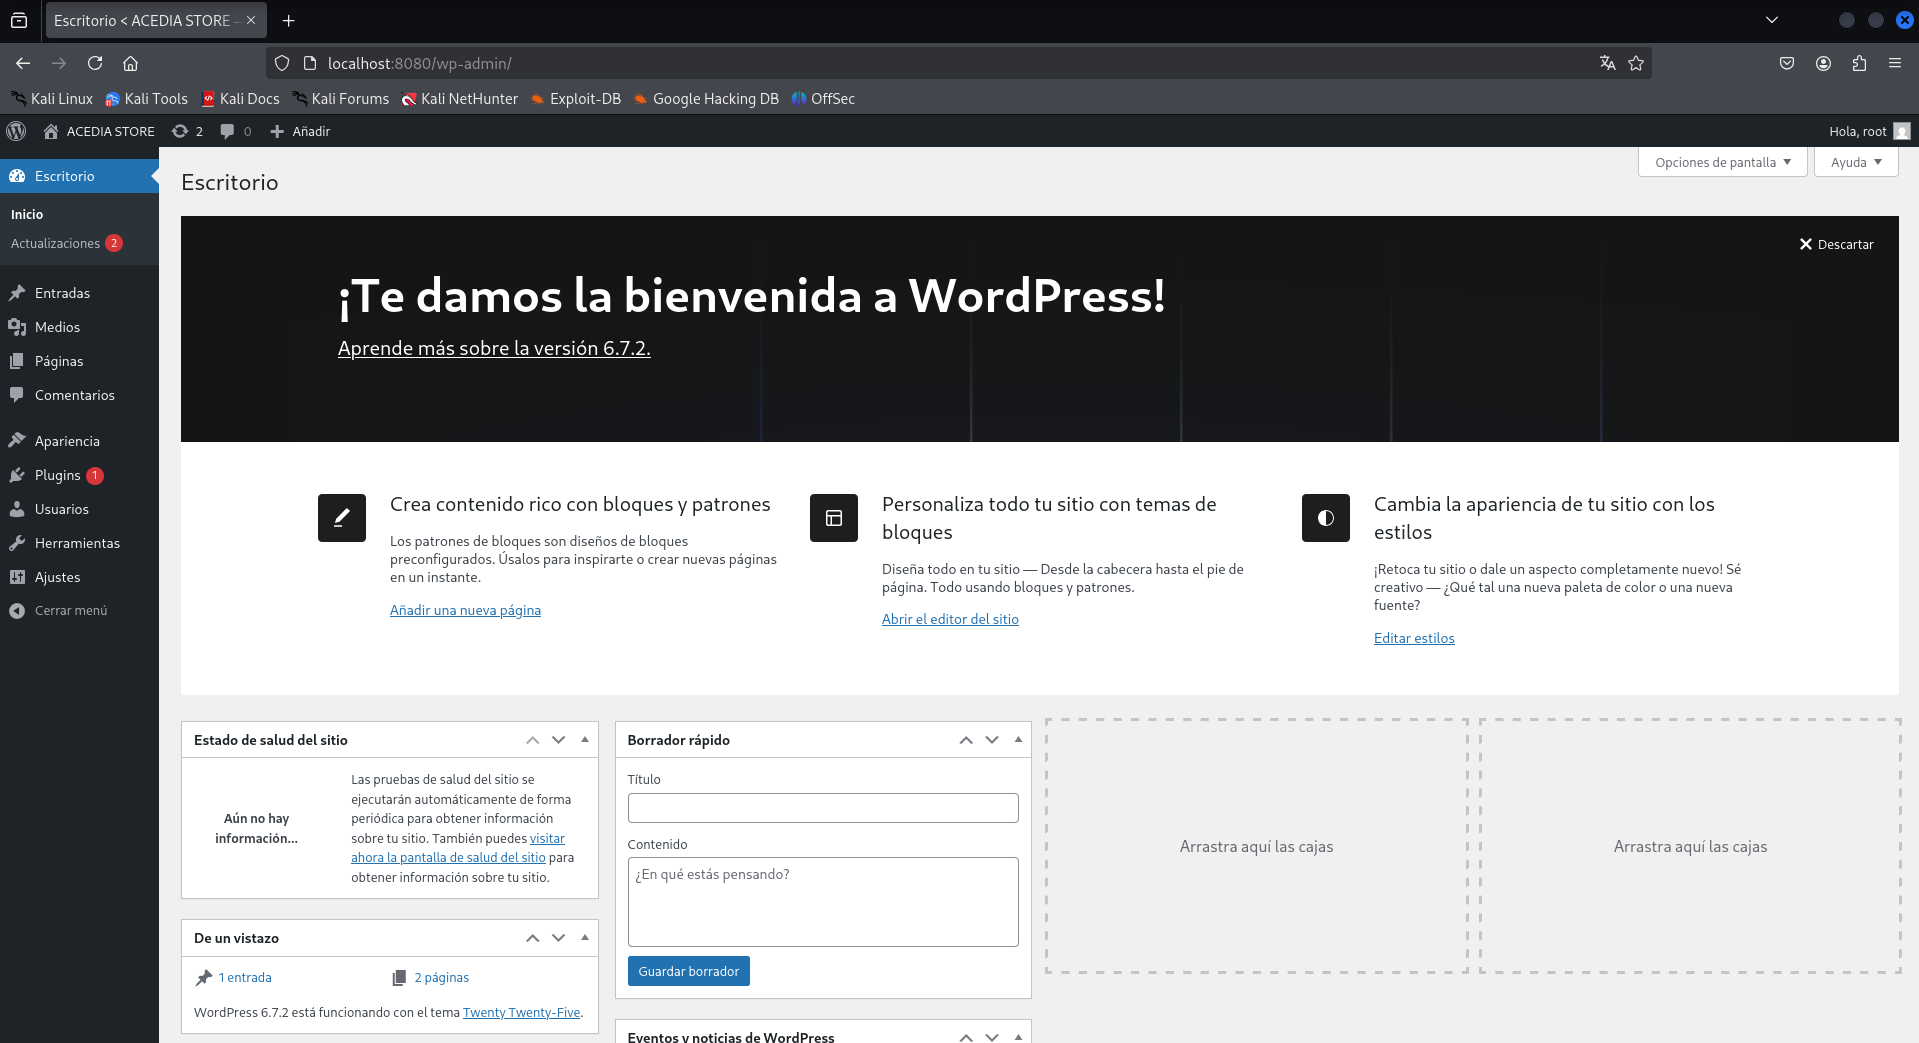 Escritorio < ACEDIA STORE —
localhost:8080/wp-admin/
Kali Linux Kali Tools Kali Docs Kali Forums Kali NetHunter Exploit-DB Google Hacking DB OffSec
ACEDIA STORE 2 0 Añadir Hola, root
Opciones de pantalla Ayuda
Escritorio
Inicio
Actualizaciones 2
Entradas
Medios
Páginas
Comentarios
Apariencia
Plugins 1
Usuarios
Herramientas
Ajustes
Cerrar menú
Escritorio
Descartar
¡Te damos la bienvenida a WordPress!
Aprende más sobre la versión 6.7.2.
Crea contenido rico con bloques y patrones
Los patrones de bloques son diseños de bloques
preconfigurados. Úsalos para inspirarte o crear nuevas páginas
en un instante.
Añadir una nueva página
Personaliza todo tu sitio con temas de
bloques
Diseña todo en tu sitio — Desde la cabecera hasta el pie de
página. Todo usando bloques y patrones.
Abrir el editor del sitio
Cambia la apariencia de tu sitio con los
estilos
¡Retoca tu sitio o dale un aspecto completamente nuevo! Sé
creativo — ¿Qué tal una nueva paleta de color o una nueva
fuente?
Editar estilos
Estado de salud del sitio
Aún no hay
información...
Las pruebas de salud del sitio se
ejecutarán automáticamente de forma
periódica para obtener información
sobre tu sitio. También puedes visitar
ahora la pantalla de salud del sitio para
obtener información sobre tu sitio.
De un vistazo
1 entrada 2 páginas
WordPress 6.7.2 está funcionando con el tema Twenty Twenty-Five.
Borrador rápido
Título
Contenido
¿En qué estás pensando?
Guardar borrador
Eventos y noticias de WordPress
Arrastra aquí las cajas
Arrastra aquí las cajas